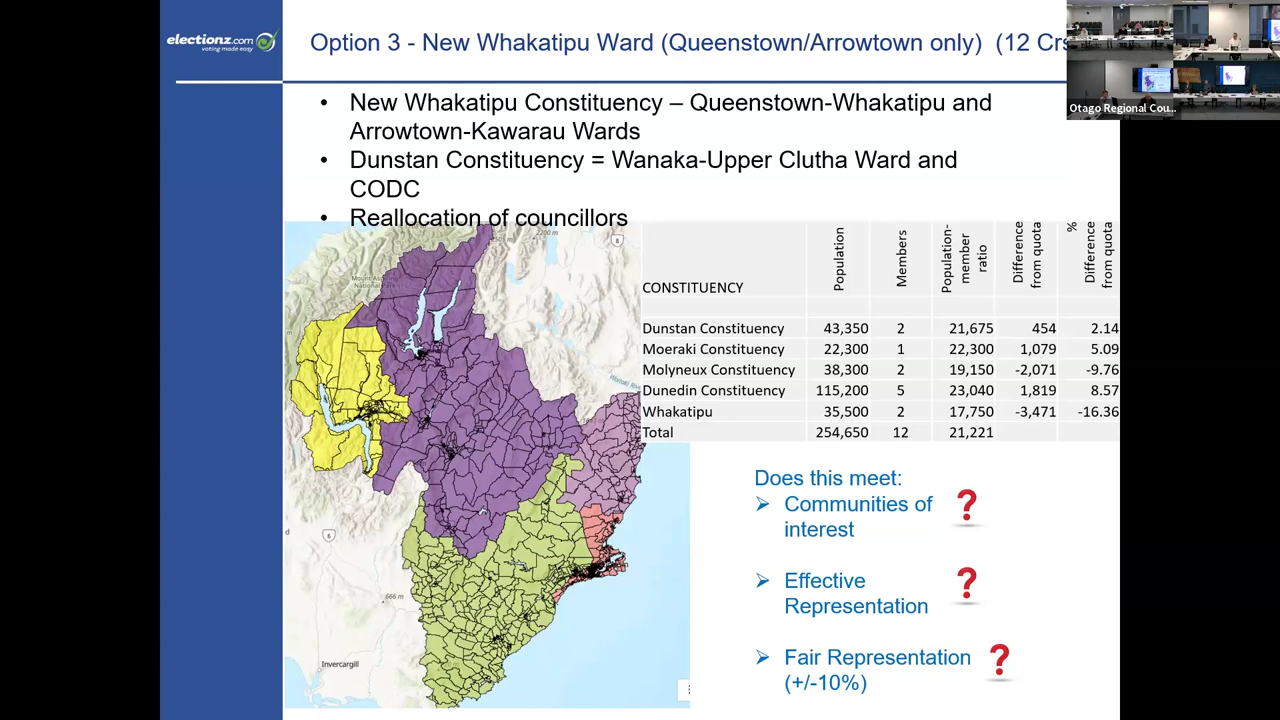 electionz.com
voting made easy
Option 3 - New Whakatipu Ward (Queenstown/Arrowtown only) (12 Crs
Otago Regional Cou...
• New Whakatipu Constituency – Queenstown-Whakatipu and
Arrowtown-Kawarau Wards
• Dunstan Constituency = Wanaka-Upper Clutha Ward and
CODC
• Reallocation of councillors
CONSTITUENCY Population Members Population-member ratio Difference from quota % Difference from quota
Dunstan Constituency 43,350 2 21,675 454 2.14
Moeraki Constituency 22,300 1 22,300 1,079 5.09
Molyneux Constituency 38,300 2 19,150 -2,071 -9.76
Dunedin Constituency 115,200 5 23,040 1,819 8.57
Whakatipu 35,500 2 17,750 -3,471 -16.36
Total 254,650 12 21,221
2200 m
8
6
666 m
Invercargill
Does this meet:
➢ Communities of
interest ?
➢ Effective
Representation ?
➢ Fair Representation ?
(+/-10%)